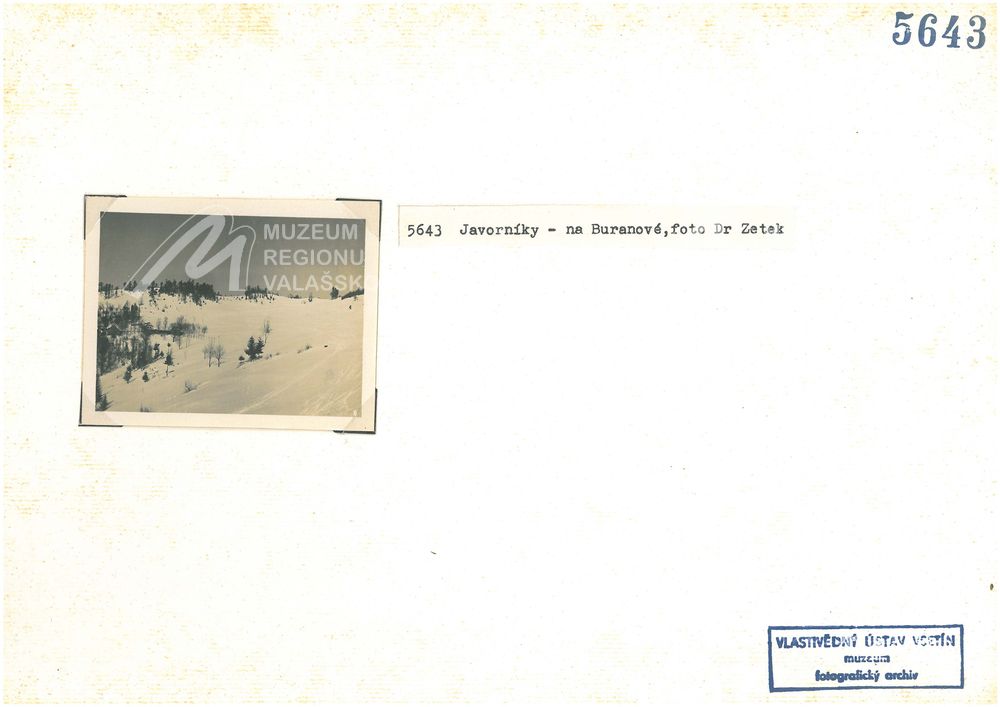 5643
MUZEUM
REGIONU
VALAŠSK
5643 Javorníky - na Buranové,foto Dr Zetek
VLASTIVĚDNÝ ÚSTAV VSETÍN
muzeum
fotografický archiv